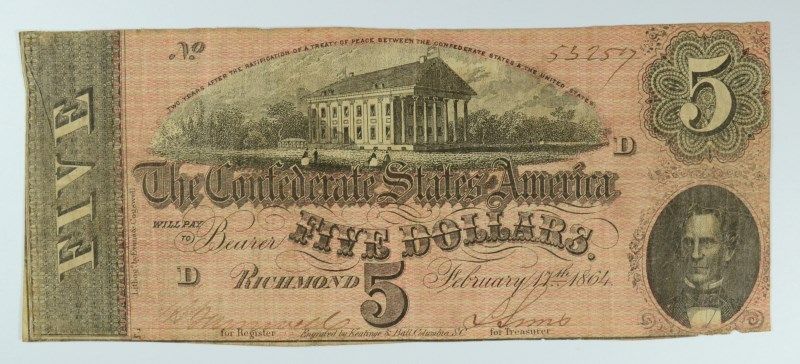 TWO YEARS AFTER THE RATIFICATION OF A TREATY OF PEACE BETWEEN THE CONFEDERATE STATES & THE UNITED STATES
No 53257
5
D
FIVE
The Confederate States of America
WILL PAY TO Bearer FIVE DOLLARS.
D RICHMOND 5 February 17th 1864.
for Register Engraved by Keatinge & Ball, Columbia, S.C. for Treasurer